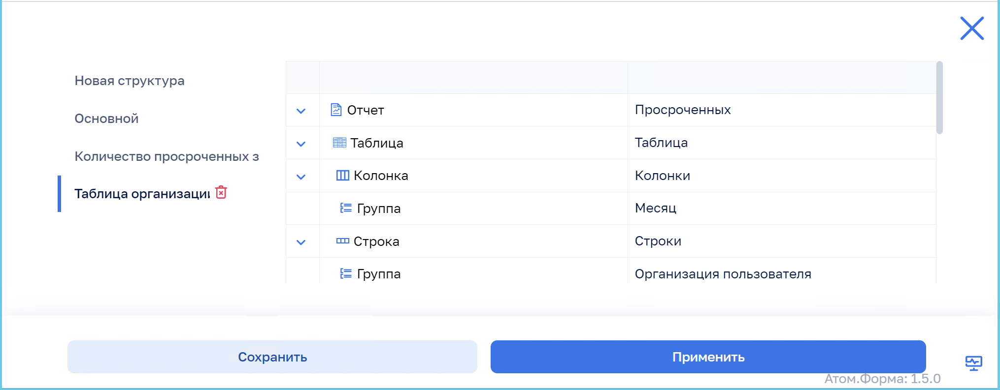 Новая структура
Основной
Количество просроченных з
Таблица организации
Отчет Просроченных
Таблица Таблица
Колонка Колонки
Группа Месяц
Строка Строки
Группа Организация пользователя
Сохранить Применить
Атом.Форма: 1.5.0